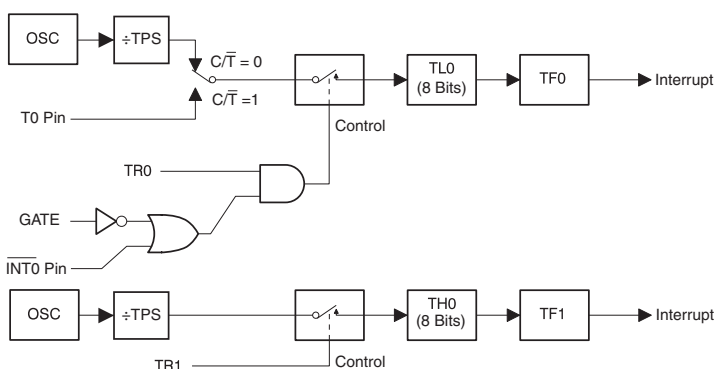 OSC
÷TPS
C/T̅ = 0
C/T̅ =1
T0 Pin
TL0
(8 Bits)
TF0
Interrupt
Control
TR0
GATE
I̅N̅T̅0̅ Pin
OSC
÷TPS
TH0
(8 Bits)
TF1
Interrupt
TR1
Control